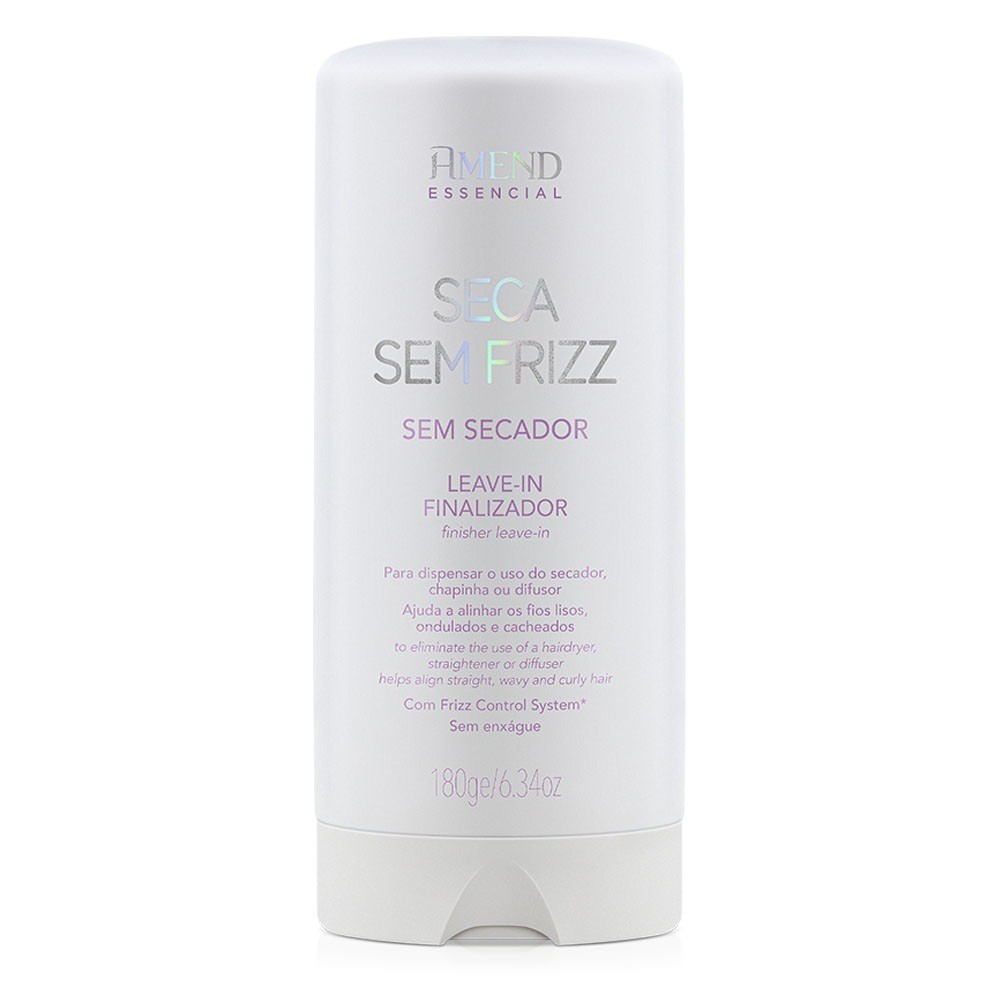 AMEND
ESSENCIAL
SECA
SEM FRIZZ
SEM SECADOR
LEAVE-IN
FINALIZADOR
finisher leave-in
Para dispensar o uso do secador,
chapinha ou difusor
Ajuda a alinhar os fios lisos,
ondulados e cacheados
to eliminate the use of a hairdryer,
straightener or diffuser
helps align straight, wavy and curly hair
Com Frizz Control System*
Sem enxágue
180ge/6.34oz